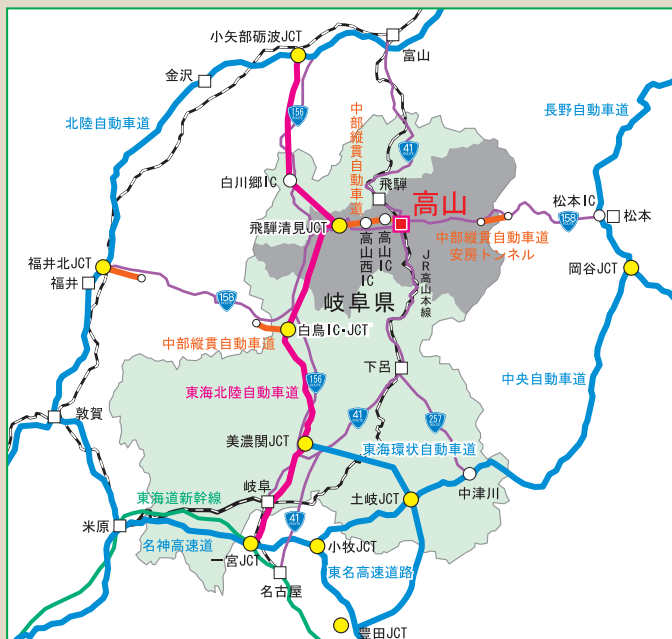 小矢部砺波JCT
富山
金沢
長野自動車道
156
ROUTE
中部縦貫自動車道
北陸自動車道
41
ROUTE
白川郷IC
飛騨
松本IC
高山
松本
158
ROUTE
飛騨清見JCT
高山西IC
高山IC
中部縦貫自動車道
安房トンネル
JR高山本線
福井北JCT
岡谷JCT
福井
158
ROUTE
岐阜県
白鳥IC・JCT
中部縦貫自動車道
下呂
156
ROUTE
中央自動車道
東海北陸自動車道
敦賀
41
ROUTE
257
ROUTE
美濃関JCT
東海環状自動車道
中津川
岐阜
東海道新幹線
土岐JCT
米原
41
ROUTE
名神高速道
小牧JCT
一宮JCT
東名高速道路
名古屋
豊田JCT